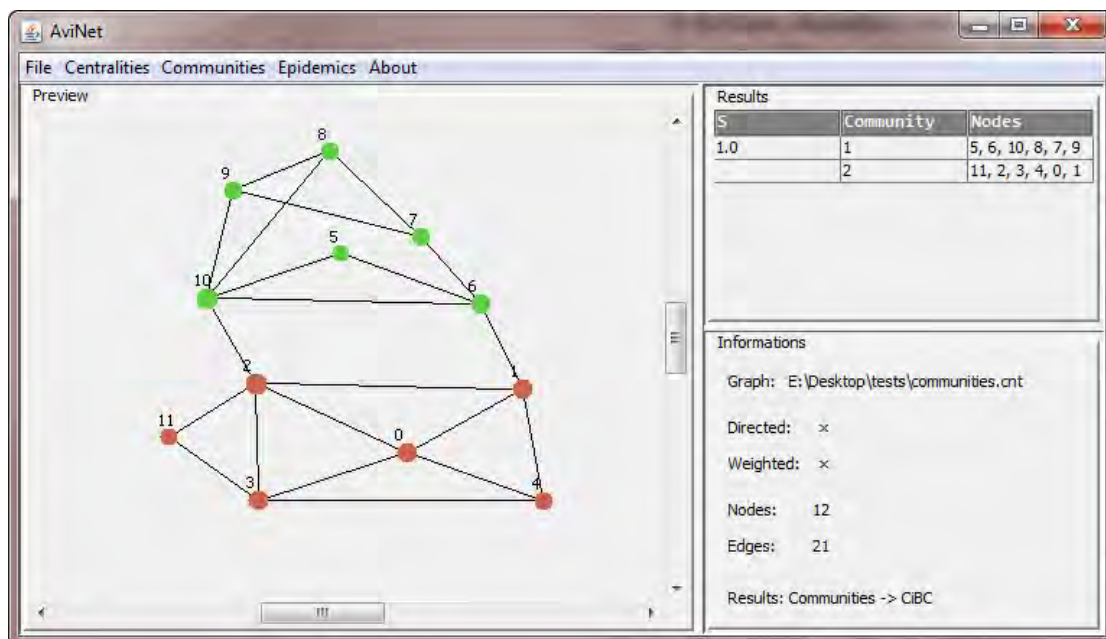 AviNet
File Centralities Communities Epidemics About
Preview
8
9
7
5
10
6
2
1
11
0
3
4
Results
S Community Nodes
1.0 1 5, 6, 10, 8, 7, 9
2 11, 2, 3, 4, 0, 1
Informations
Graph: E:\Desktop\tests\communities.cnt
Directed: ×
Weighted: ×
Nodes: 12
Edges: 21
Results: Communities -> CiBC